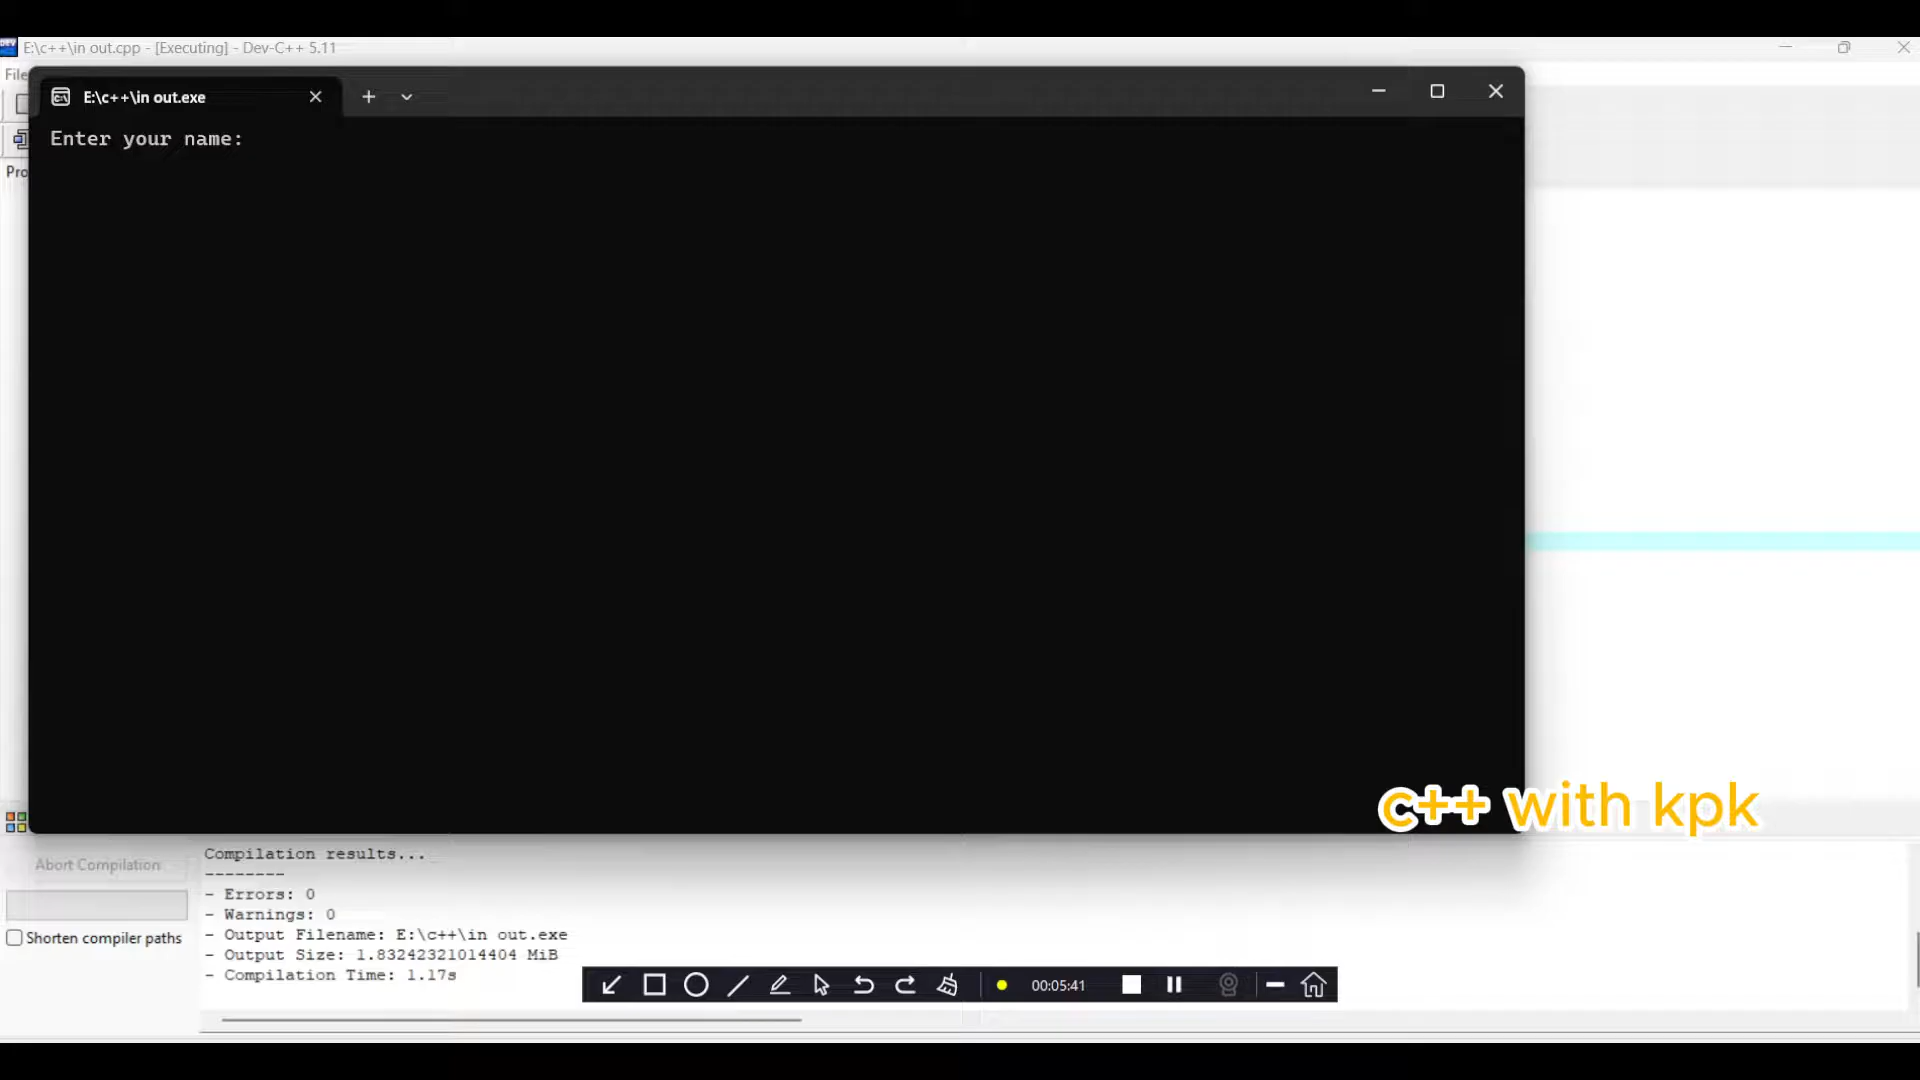 E:\c++\in out.cpp - [Executing] - Dev-C++ 5.11
File
E:\c++\in out.exe
Enter your name:
Pro
c++ with kpk
Abort Compilation
Shorten compiler paths
Compilation results...
--------
- Errors: 0
- Warnings: 0
- Output Filename: E:\c++\in out.exe
- Output Size: 1.83242321014404 MiB
- Compilation Time: 1.17s
00:05:41